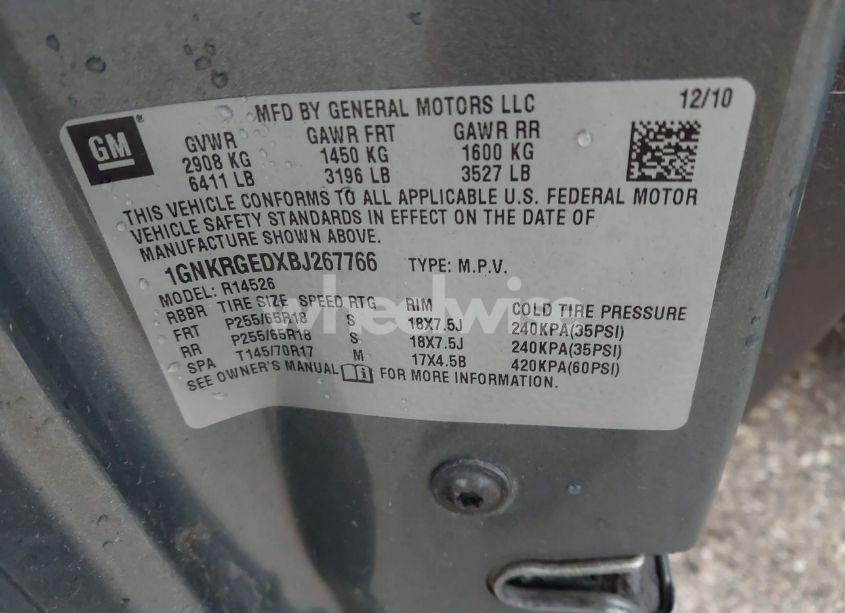 MFD BY GENERAL MOTORS LLC 12/10
GM®
GVWR GAWR FRT GAWR RR
2908 KG 1450 KG 1600 KG
6411 LB 3196 LB 3527 LB
THIS VEHICLE CONFORMS TO ALL APPLICABLE U.S. FEDERAL MOTOR
VEHICLE SAFETY STANDARDS IN EFFECT ON THE DATE OF
MANUFACTURE SHOWN ABOVE.
1GNKRGEDXBJ267766 TYPE: M.P.V.
MODEL: R14526
RBBR TIRE SIZE SPEED RTG RIM COLD TIRE PRESSURE
FRT P255/65R18 S 18X7.5J 240KPA(35PSI)
RR P255/65R18 S 18X7.5J 240KPA(35PSI)
SPA T145/70R17 M 17X4.5B 420KPA(60PSI)
SEE OWNER'S MANUAL FOR MORE INFORMATION.